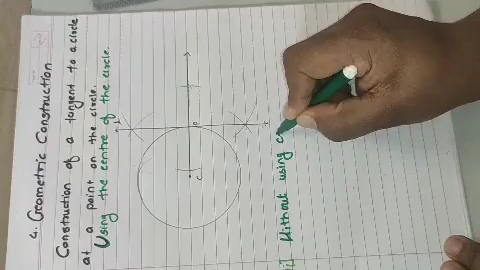 4. Geometric Construction
Construction of a tangent to a circle
at a point on the circle.
Using the centre of the circle.
P
C
ii] Without using c